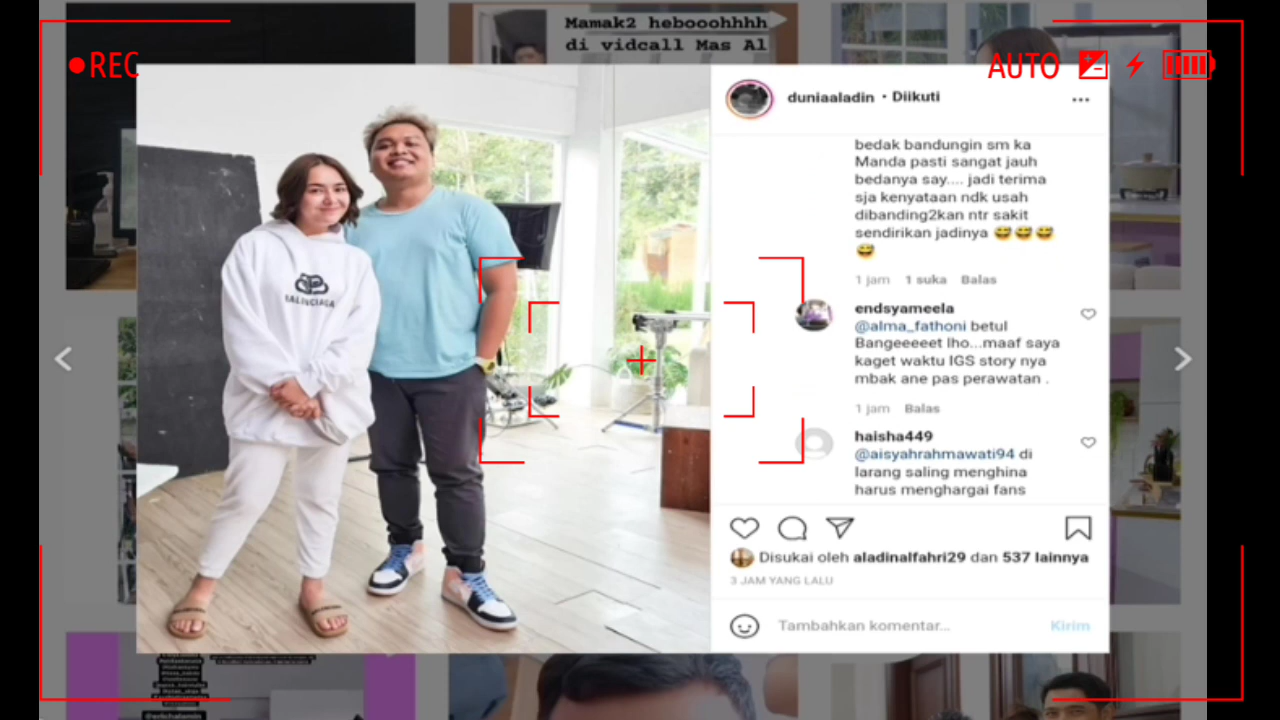 Mamak2 hebooohhhh
di vidcall Mas Al
REC
AUTO
duniaaladin • Diikuti
bedak bandungin sm ka
Manda pasti sangat jauh
bedanya say.... jadi terima
sja kenyataan ndk usah
dibanding2kan ntr sakit
sendirikan jadinya 😅😅😅
😅
1 jam 1 suka Balas
endsyameela
@alma_fathoni betul
Bangeeeeet lho...maaf saya
kaget waktu IGS story nya
mbak ane pas perawatan .
1 jam Balas
haisha449
@aisyahrahmawati94 di
larang saling menghina
harus menghargai fans
Disukai oleh aladinalfahri29 dan 537 lainnya
3 JAM YANG LALU
Tambahkan komentar...
Kirim
BALENCIAGA